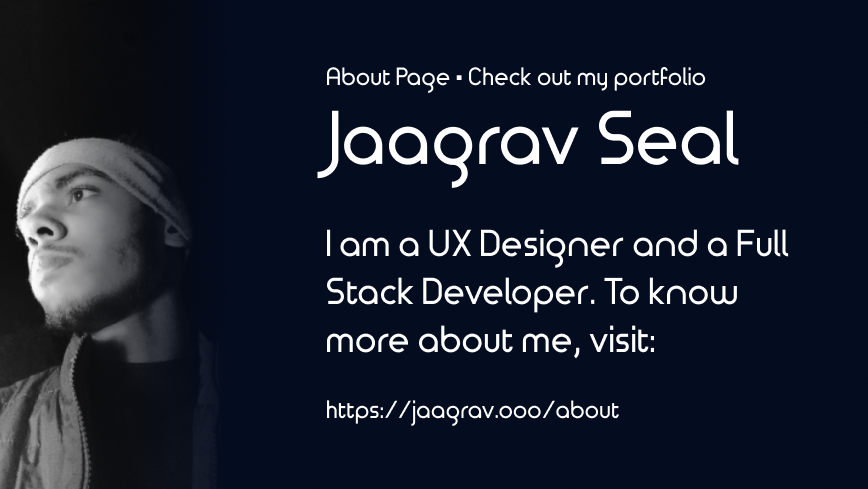 About Page • Check out my portfolio
Jaagrav Seal
I am a UX Designer and a Full
Stack Developer. To know
more about me, visit:
https://jaagrav.ooo/about